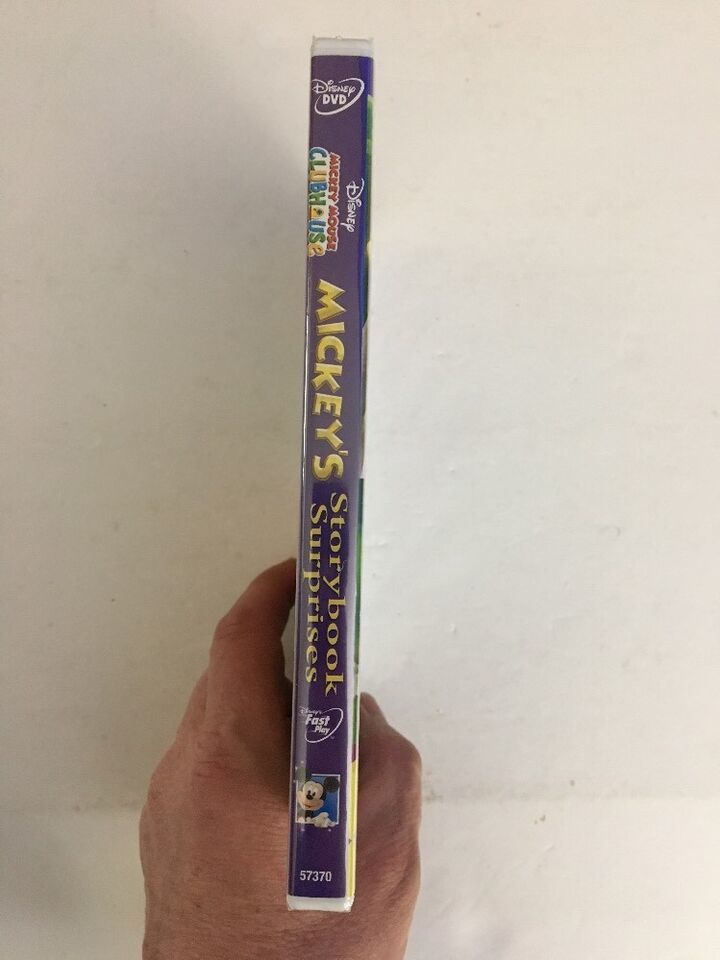 Disney
DVD
Disney
MICKEY MOUSE
CLUBHOUSE
MICKEY'S
Storybook
Surprises
Disney's
Fast
Play
57370